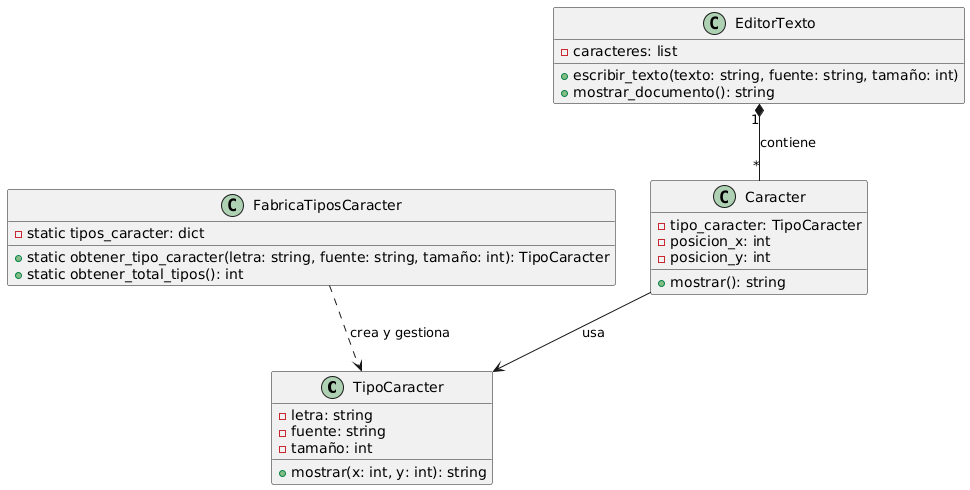 EditorTexto
caracteres: list
escribir_texto(texto: string, fuente: string, tamaño: int)
mostrar_documento(): string
1
contiene
*
FabricaTiposCaracter
static tipos_caracter: dict
static obtener_tipo_caracter(letra: string, fuente: string, tamaño: int): TipoCaracter
static obtener_total_tipos(): int
Caracter
tipo_caracter: TipoCaracter
posicion_x: int
posicion_y: int
mostrar(): string
crea y gestiona
usa
TipoCaracter
letra: string
fuente: string
tamaño: int
mostrar(x: int, y: int): string